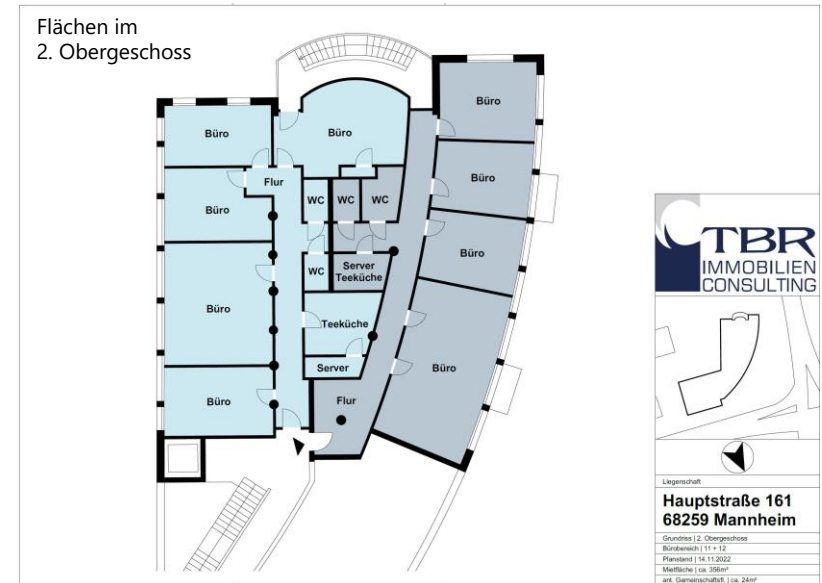 Flächen im
2. Obergeschoss
Büro
Büro
Büro
Flur
Büro
Büro
WC
WC
WC
Büro
WC
Server
Teeküche
Büro
Teeküche
Server
Büro
Büro
Flur
TBR
IMMOBILIEN
CONSULTING
Liegenschaft
Hauptstraße 161
68259 Mannheim
Grundriss | 2. Obergeschoss
Bürobereich | 11 + 12
Planstand | 14.11.2022
Mietfläche | ca. 356m²
ant. Gemeinschaftsfl. | ca. 24m²